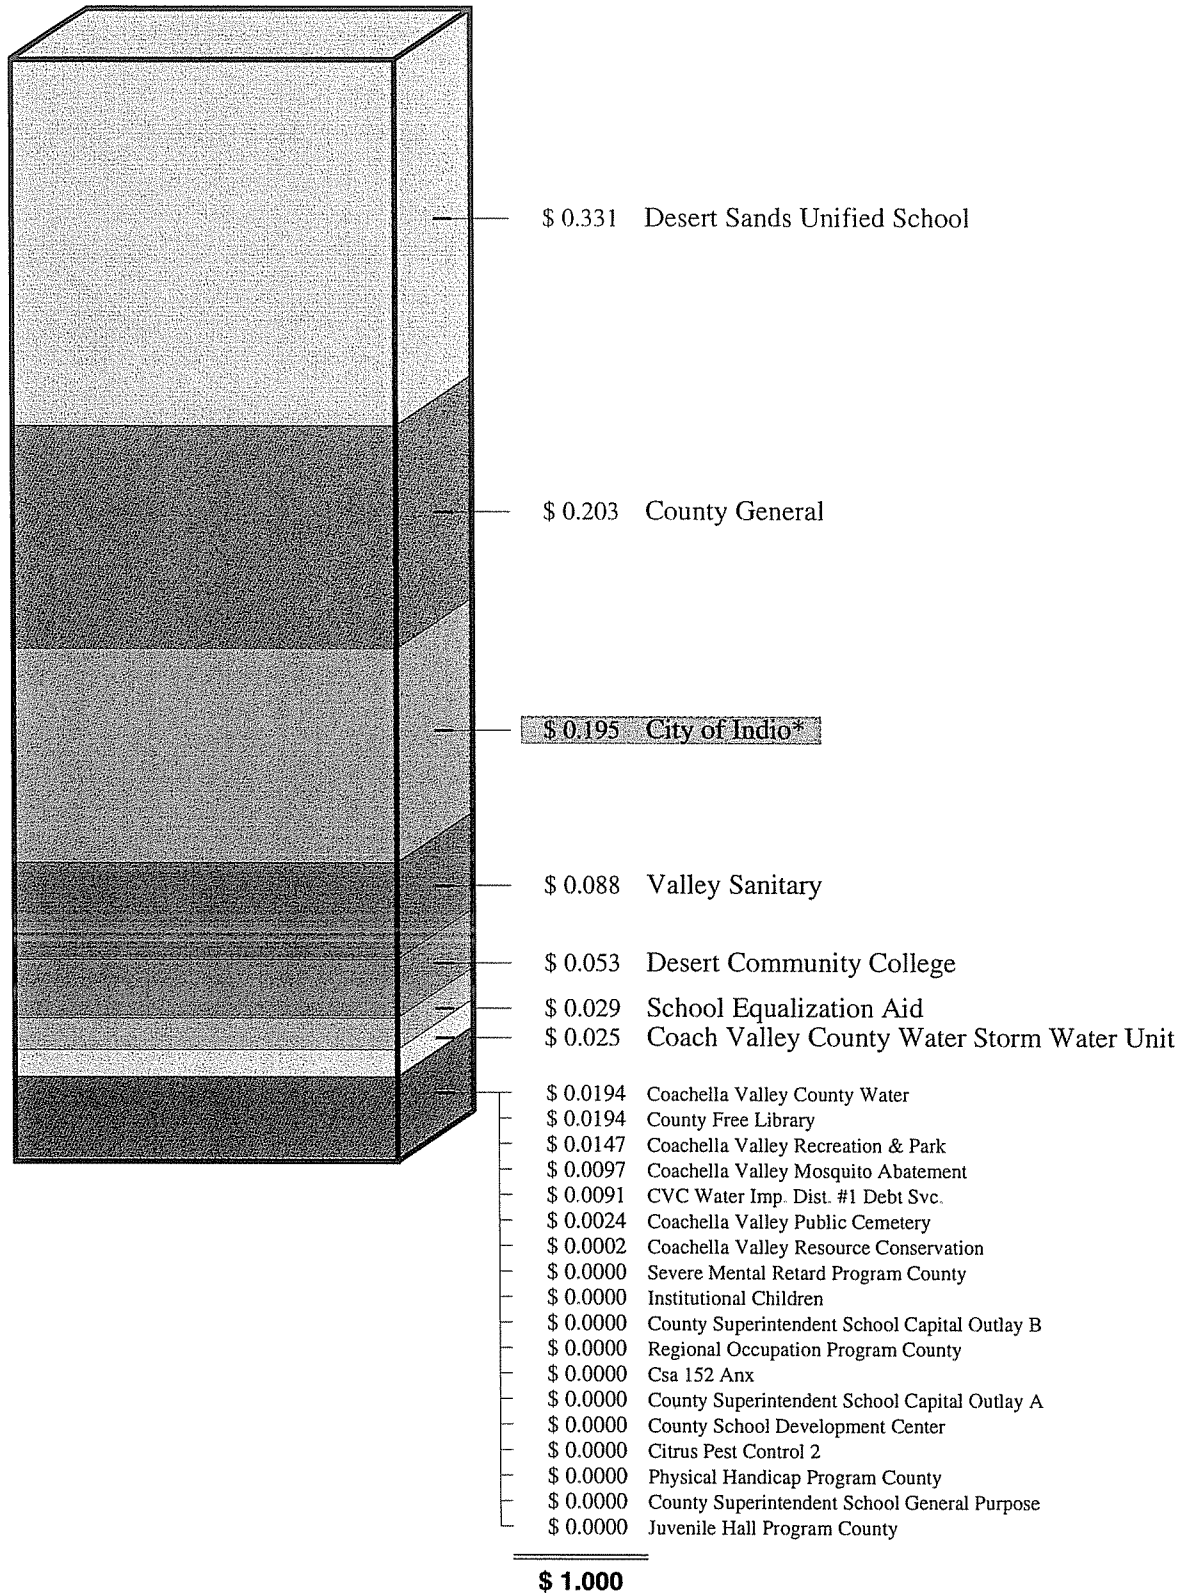 $ 0.331 Desert Sands Unified School
$ 0.203 County General
$ 0.195 City of Indio*
$ 0.088 Valley Sanitary
$ 0.053 Desert Community College
$ 0.029 School Equalization Aid
$ 0.025 Coach Valley County Water Storm Water Unit
$ 0.0194 Coachella Valley County Water
$ 0.0194 County Free Library
$ 0.0147 Coachella Valley Recreation & Park
$ 0.0097 Coachella Valley Mosquito Abatement
$ 0.0091 CVC Water Imp. Dist. #1 Debt Svc.
$ 0.0024 Coachella Valley Public Cemetery
$ 0.0002 Coachella Valley Resource Conservation
$ 0.0000 Severe Mental Retard Program County
$ 0.0000 Institutional Children
$ 0.0000 County Superintendent School Capital Outlay B
$ 0.0000 Regional Occupation Program County
$ 0.0000 Csa 152 Anx
$ 0.0000 County Superintendent School Capital Outlay A
$ 0.0000 County School Development Center
$ 0.0000 Citrus Pest Control 2
$ 0.0000 Physical Handicap Program County
$ 0.0000 County Superintendent School General Purpose
$ 0.0000 Juvenile Hall Program County
$ 1.000